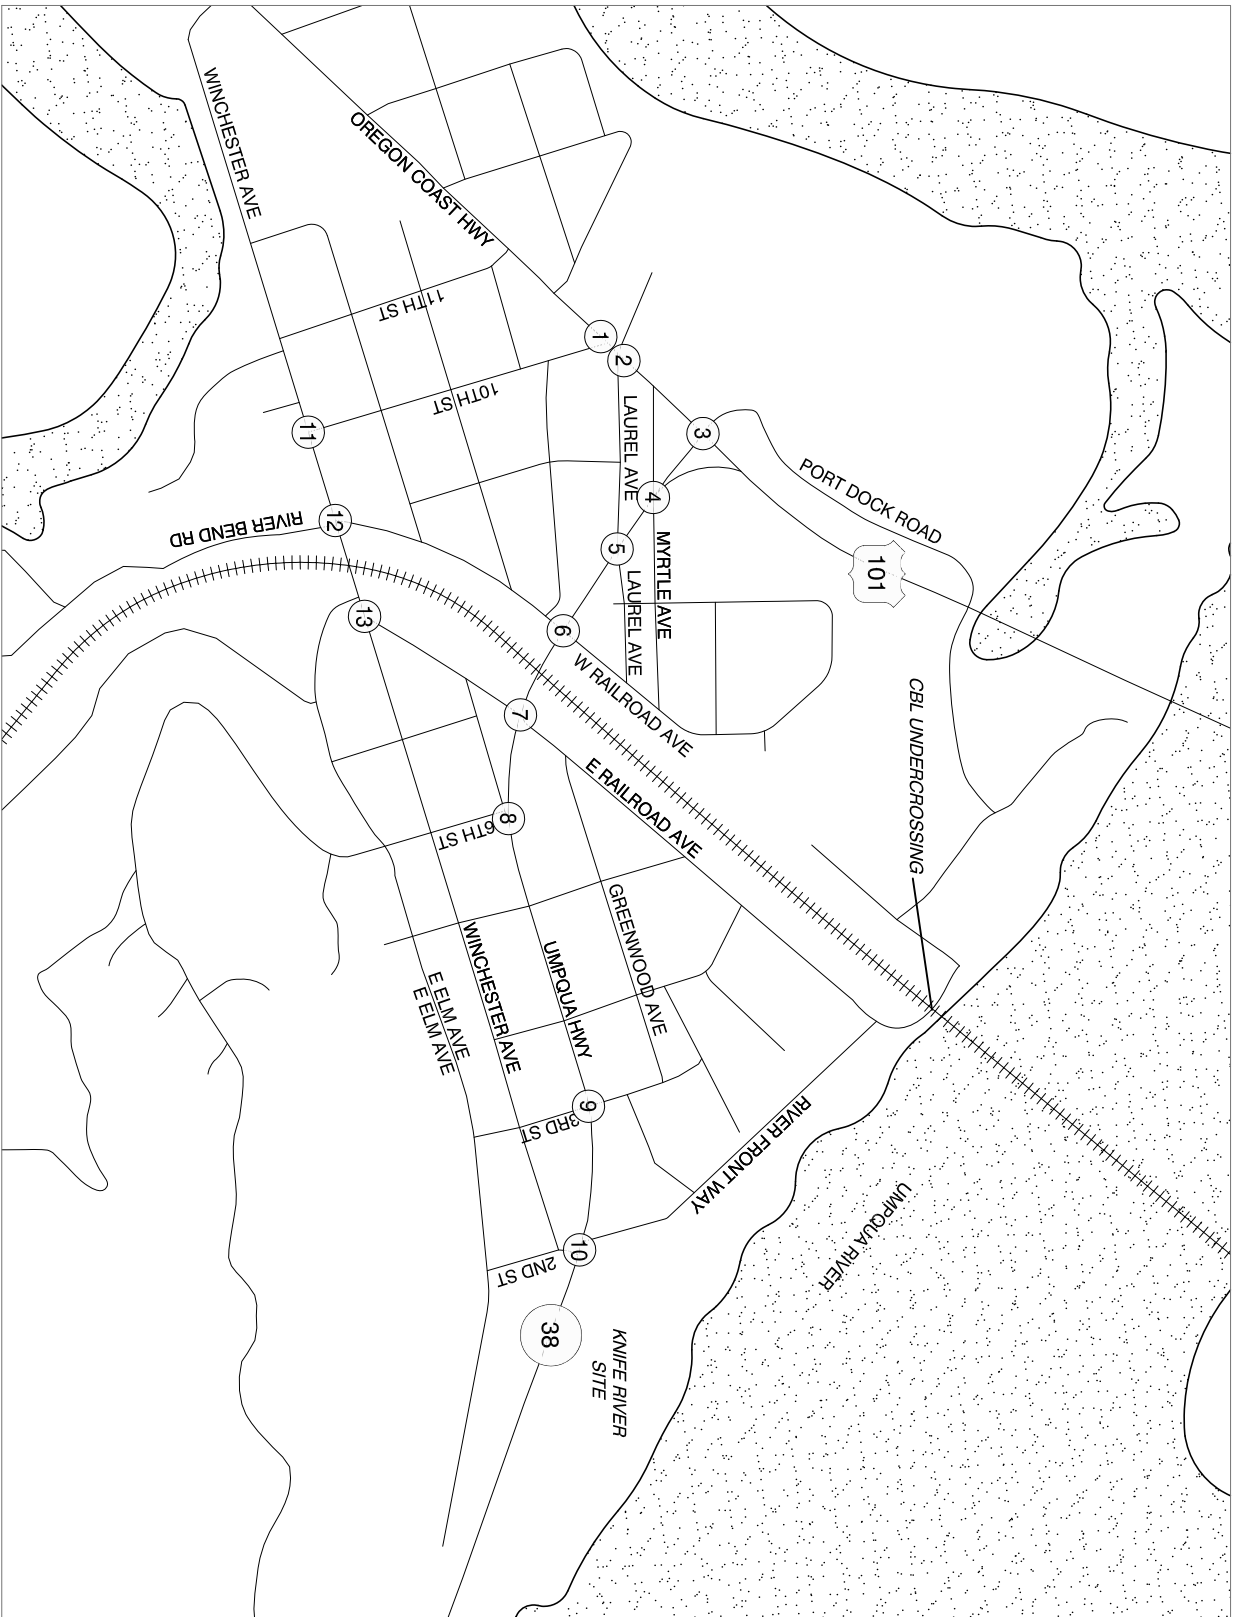 WINCHESTER AVE
OREGON COAST HWY
11TH ST
10TH ST
1
2
LAUREL AVE
3
11
4
PORT DOCK ROAD
RIVER BEND RD
12
5
MYRTLE AVE
101
LAUREL AVE
13
6
W RAILROAD AVE
7
CBL UNDERCROSSING
E RAILROAD AVE
6TH ST
8
GREENWOOD AVE
WINCHESTER AVE
UMPQUA HWY
E ELM AVE
E ELM AVE
9
3RD ST
RIVER FRONT WAY
UMPQUA RIVER
10
2ND ST
38
KNIFE RIVER
SITE